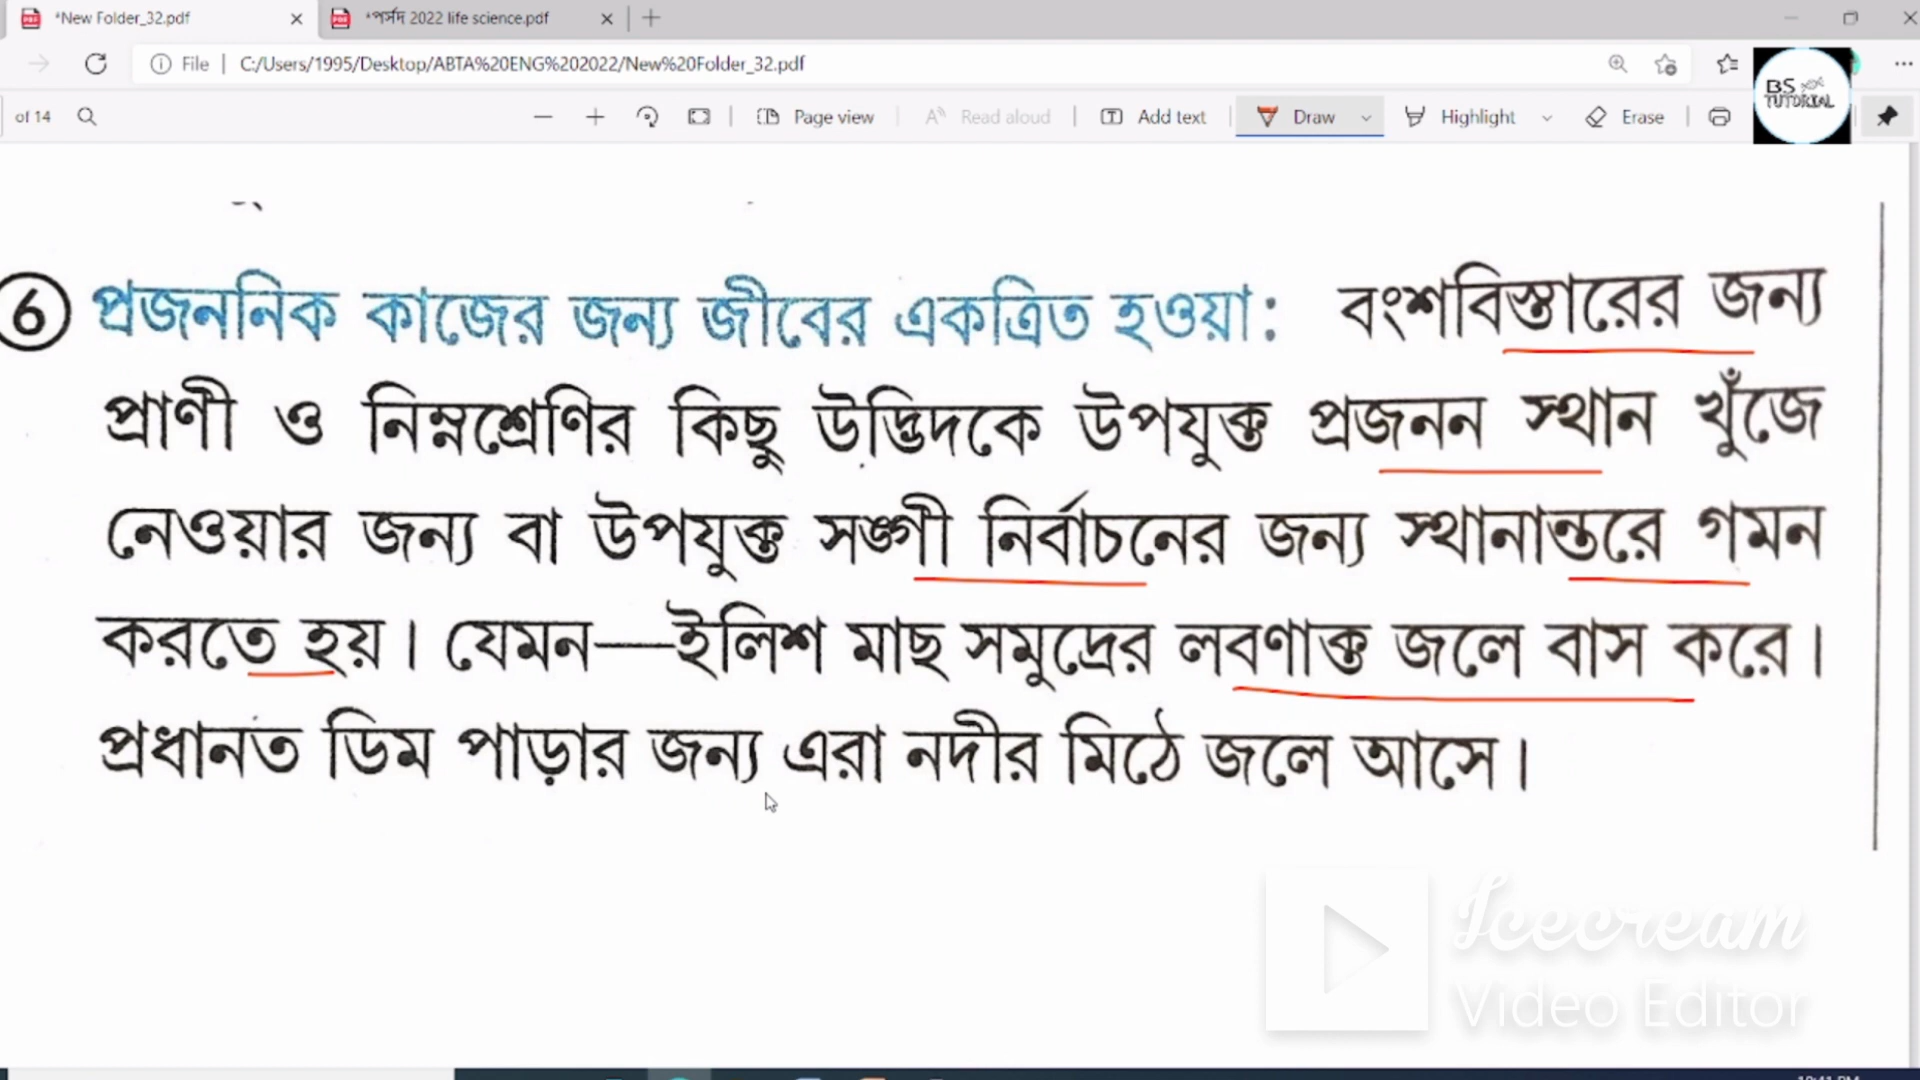 *New Folder_32.pdf
*পর্সদ 2022 life science.pdf
File | C:/Users/1995/Desktop/ABTA%20ENG%202022/New%20Folder_32.pdf
BS TUTORIAL
of 14
Page view
Read aloud
Add text
Draw
Highlight
Erase
6 প্রজননিক কাজের জন্য জীবের একত্রিত হওয়া: বংশবিস্তারের জন্য
প্রাণী ও নিম্নশ্রেণির কিছু উদ্ভিদকে উপযুক্ত প্রজনন স্থান খুঁজে
নেওয়ার জন্য বা উপযুক্ত সঙ্গী নির্বাচনের জন্য স্থানান্তরে গমন
করতে হয়। যেমন—ইলিশ মাছ সমুদ্রের লবণাক্ত জলে বাস করে।
প্রধানত ডিম পাড়ার জন্য এরা নদীর মিঠে জলে আসে।
Icecream
Video Editor